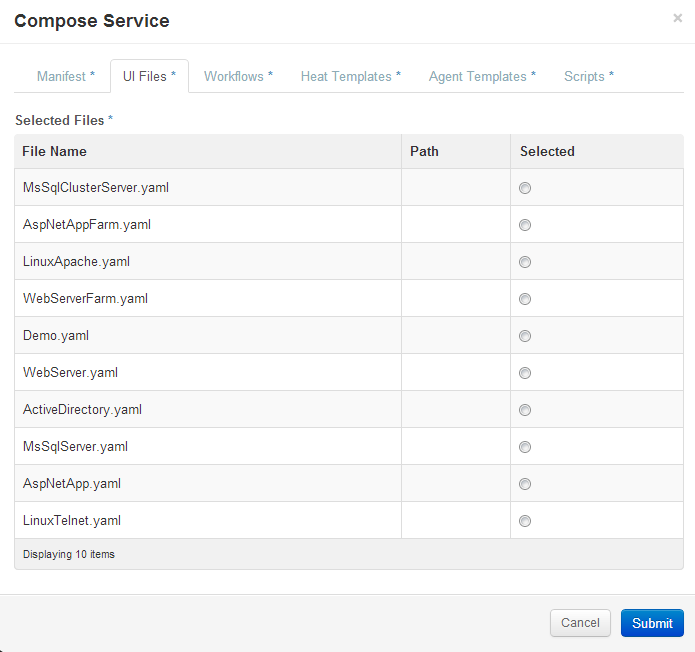 Compose Service
×
Manifest * UI Files * Workflows * Heat Templates * Agent Templates * Scripts *
Selected Files *
File Name Path Selected
MsSqlClusterServer.yaml
AspNetAppFarm.yaml
LinuxApache.yaml
WebServerFarm.yaml
Demo.yaml
WebServer.yaml
ActiveDirectory.yaml
MsSqlServer.yaml
AspNetApp.yaml
LinuxTelnet.yaml
Displaying 10 items
Cancel Submit